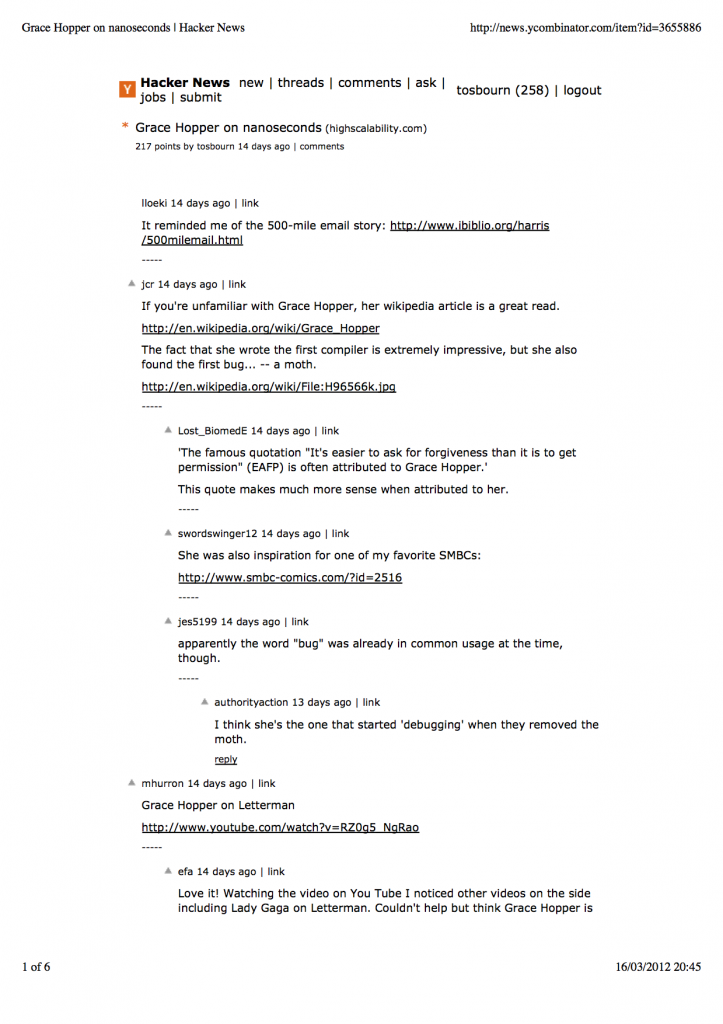 Grace Hopper on nanoseconds | Hacker News
http://news.ycombinator.com/item?id=3655886
Y
Hacker News new | threads | comments | ask |
jobs | submit
tosbourn (258) | logout
* Grace Hopper on nanoseconds (highscalability.com)
217 points by tosbourn 14 days ago | comments
lloeki 14 days ago | link
It reminded me of the 500-mile email story: http://www.ibiblio.org/harris
/500milemail.html
-----
jcr 14 days ago | link
If you're unfamiliar with Grace Hopper, her wikipedia article is a great read.
http://en.wikipedia.org/wiki/Grace_Hopper
The fact that she wrote the first compiler is extremely impressive, but she also
found the first bug... -- a moth.
http://en.wikipedia.org/wiki/File:H96566k.jpg
-----
Lost_BiomedE 14 days ago | link
'The famous quotation "It's easier to ask for forgiveness than it is to get
permission" (EAFP) is often attributed to Grace Hopper.'
This quote makes much more sense when attributed to her.
-----
swordswinger12 14 days ago | link
She was also inspiration for one of my favorite SMBCs:
http://www.smbc-comics.com/?id=2516
-----
jes5199 14 days ago | link
apparently the word "bug" was already in common usage at the time,
though.
-----
authorityaction 13 days ago | link
I think she's the one that started 'debugging' when they removed the
moth.
reply
mhurron 14 days ago | link
Grace Hopper on Letterman
http://www.youtube.com/watch?v=RZ0g5_NgRao
-----
efa 14 days ago | link
Love it! Watching the video on You Tube I noticed other videos on the side
including Lady Gaga on Letterman. Couldn't help but think Grace Hopper is
1 of 6
16/03/2012 20:45